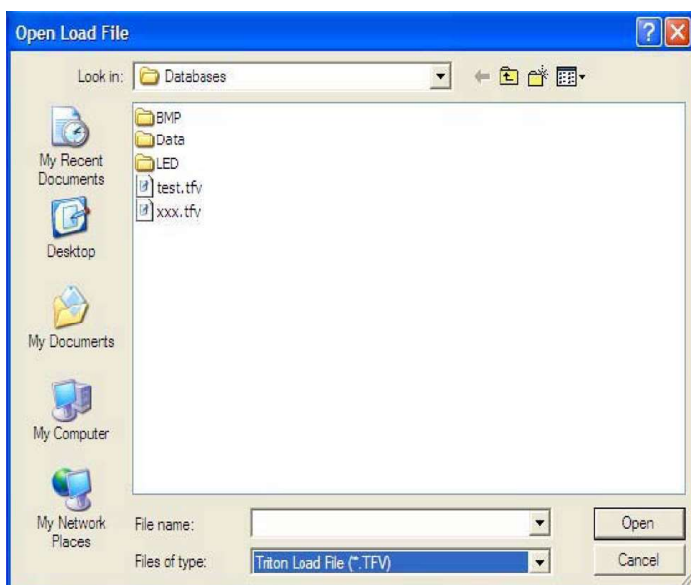 Open Load File
Look in: Databases
My Recent
Documents
Desktop
My Documents
My Computer
My Network
Places
BMP
Data
LED
test.tfv
xxx.tfv
File name:
Open
Files of type: Triton Load File (*.TFV)
Cancel